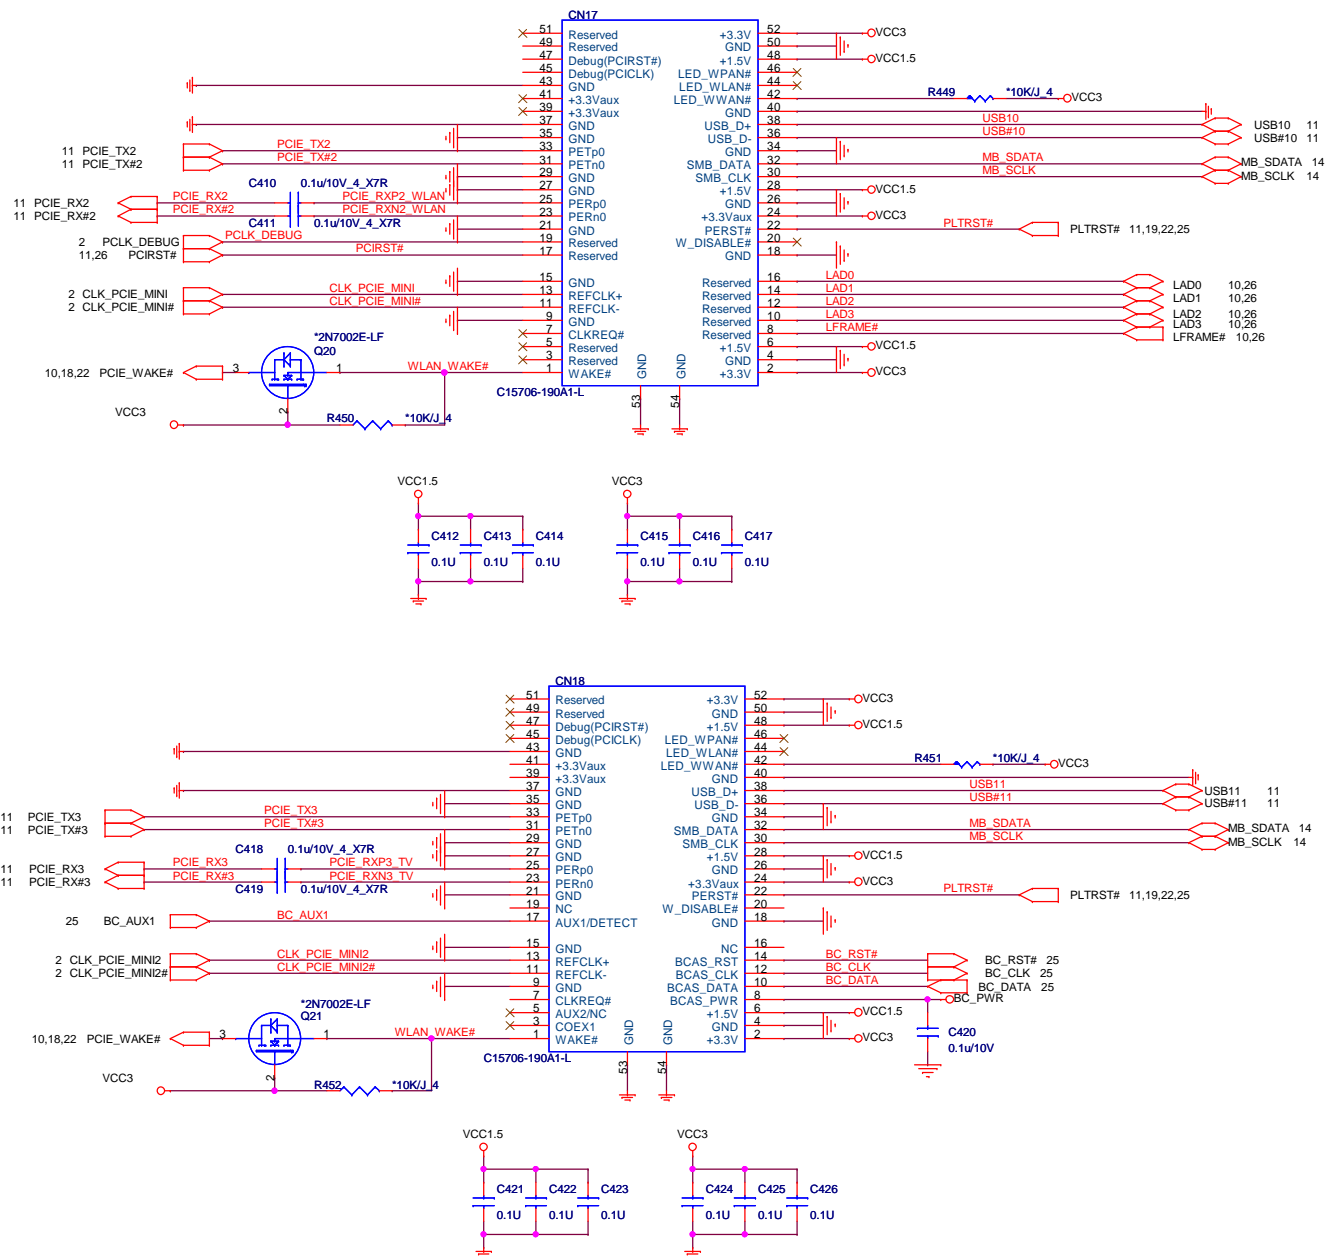 CN17
51 Reserved +3.3V 52 VCC3
49 Reserved GND 50
47 Debug(PCIRST#) +1.5V 48 VCC1.5
45 Debug(PCICLK) LED_WPAN# 46
43 GND LED_WLAN# 44
41 +3.3Vaux LED_WWAN# 42 R449 *10K/J_4 VCC3
39 +3.3Vaux GND 40
37 GND USB_D+ 38 USB10 USB10 11
35 GND USB_D- 36 USB#10 USB#10 11
11 PCIE_TX2 PCIE_TX2 33 PETp0 GND 34
11 PCIE_TX#2 PCIE_TX#2 31 PETn0 SMB_DATA 32 MB_SDATA MB_SDATA 14
29 GND SMB_CLK 30 MB_SCLK MB_SCLK 14
C410 0.1u/10V_4_X7R 27 GND +1.5V 28 VCC1.5
11 PCIE_RX2 PCIE_RX2 PCIE_RXP2_WLAN 25 PERp0 GND 26
11 PCIE_RX#2 PCIE_RX#2 PCIE_RXN2_WLAN 23 PERn0 +3.3Vaux 24 VCC3
C411 0.1u/10V_4_X7R 21 GND PERST# 22 PLTRST# PLTRST# 11,19,22,25
2 PCLK_DEBUG PCLK_DEBUG 19 Reserved W_DISABLE# 20
11,26 PCIRST# PCIRST# 17 Reserved GND 18
15 GND Reserved 16 LAD0 LAD0 10,26
2 CLK_PCIE_MINI CLK_PCIE_MINI 13 REFCLK+ Reserved 14 LAD1 LAD1 10,26
2 CLK_PCIE_MINI# CLK_PCIE_MINI# 11 REFCLK- Reserved 12 LAD2 LAD2 10,26
9 GND Reserved 10 LAD3 LAD3 10,26
7 CLKREQ# Reserved 8 LFRAME# LFRAME# 10,26
*2N7002E-LF
Q20
5 Reserved +1.5V 6 VCC1.5
3 Reserved GND 4
10,18,22 PCIE_WAKE# 3 1 WLAN_WAKE# 1 WAKE# +3.3V 2 VCC3
GND GND
C15706-190A1-L
53 54
2
VCC3
R450 *10K/J_4
VCC1.5 VCC3
C412 C413 C414 C415 C416 C417
0.1U 0.1U 0.1U 0.1U 0.1U 0.1U
CN18
51 Reserved +3.3V 52 VCC3
49 Reserved GND 50
47 Debug(PCIRST#) +1.5V 48 VCC1.5
45 Debug(PCICLK) LED_WPAN# 46
43 GND LED_WLAN# 44
41 +3.3Vaux LED_WWAN# 42 R451 *10K/J_4 VCC3
39 +3.3Vaux GND 40
37 GND USB_D+ 38 USB11 USB11 11
35 GND USB_D- 36 USB#11 USB#11 11
11 PCIE_TX3 PCIE_TX3 33 PETp0 GND 34
11 PCIE_TX#3 PCIE_TX#3 31 PETn0 SMB_DATA 32 MB_SDATA MB_SDATA 14
29 GND SMB_CLK 30 MB_SCLK MB_SCLK 14
C418 0.1u/10V_4_X7R 27 GND +1.5V 28 VCC1.5
11 PCIE_RX3 PCIE_RX3 PCIE_RXP3_TV 25 PERp0 GND 26
11 PCIE_RX#3 PCIE_RX#3 PCIE_RXN3_TV 23 PERn0 +3.3Vaux 24 VCC3
C419 0.1u/10V_4_X7R 21 GND PERST# 22 PLTRST# PLTRST# 11,19,22,25
19 NC W_DISABLE# 20
25 BC_AUX1 BC_AUX1 17 AUX1/DETECT GND 18
15 GND NC 16
2 CLK_PCIE_MINI2 CLK_PCIE_MINI2 13 REFCLK+ BCAS_RST 14 BC_RST# BC_RST# 25
2 CLK_PCIE_MINI2# CLK_PCIE_MINI2# 11 REFCLK- BCAS_CLK 12 BC_CLK BC_CLK 25
9 GND BCAS_DATA 10 BC_DATA BC_DATA 25
7 CLKREQ# BCAS_PWR 8 BC_PWR
*2N7002E-LF
Q21
5 AUX2/NC +1.5V 6 VCC1.5
3 COEX1 GND 4
10,18,22 PCIE_WAKE# 3 1 WLAN_WAKE# 1 WAKE# +3.3V 2 VCC3
C420
0.1u/10V
GND GND
C15706-190A1-L
53 54
2
VCC3
R452 *10K/J_4
VCC1.5 VCC3
C421 C422 C423 C424 C425 C426
0.1U 0.1U 0.1U 0.1U 0.1U 0.1U